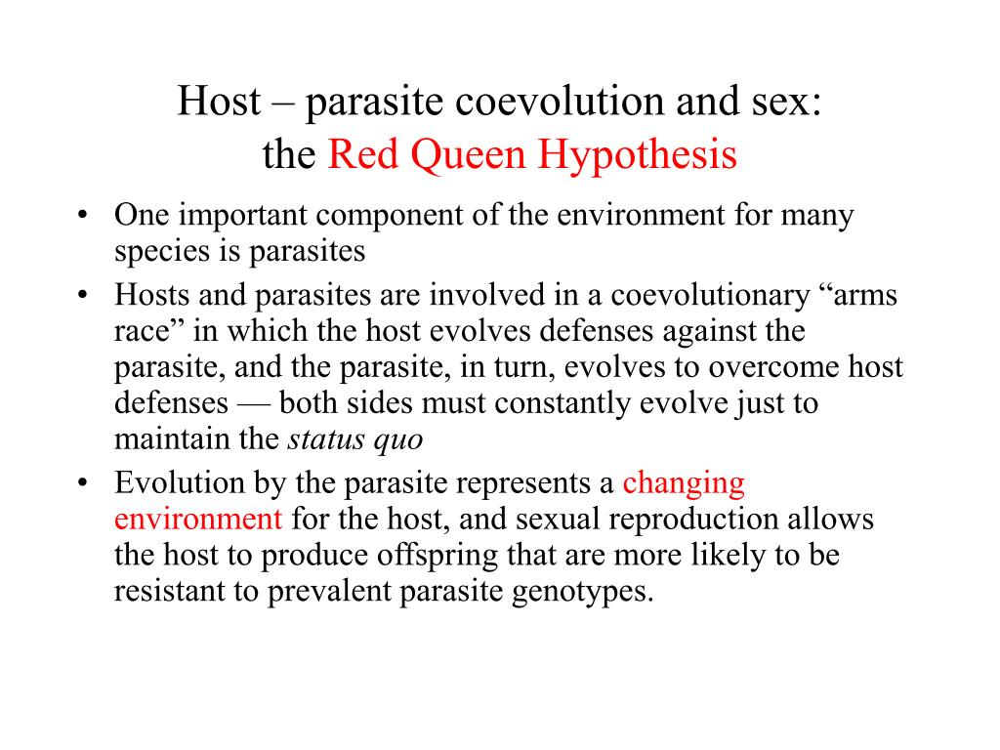 Host – parasite coevolution and sex:
the Red Queen Hypothesis
• One important component of the environment for many
species is parasites
• Hosts and parasites are involved in a coevolutionary “arms
race” in which the host evolves defenses against the
parasite, and the parasite, in turn, evolves to overcome host
defenses — both sides must constantly evolve just to
maintain the status quo
• Evolution by the parasite represents a changing
environment for the host, and sexual reproduction allows
the host to produce offspring that are more likely to be
resistant to prevalent parasite genotypes.